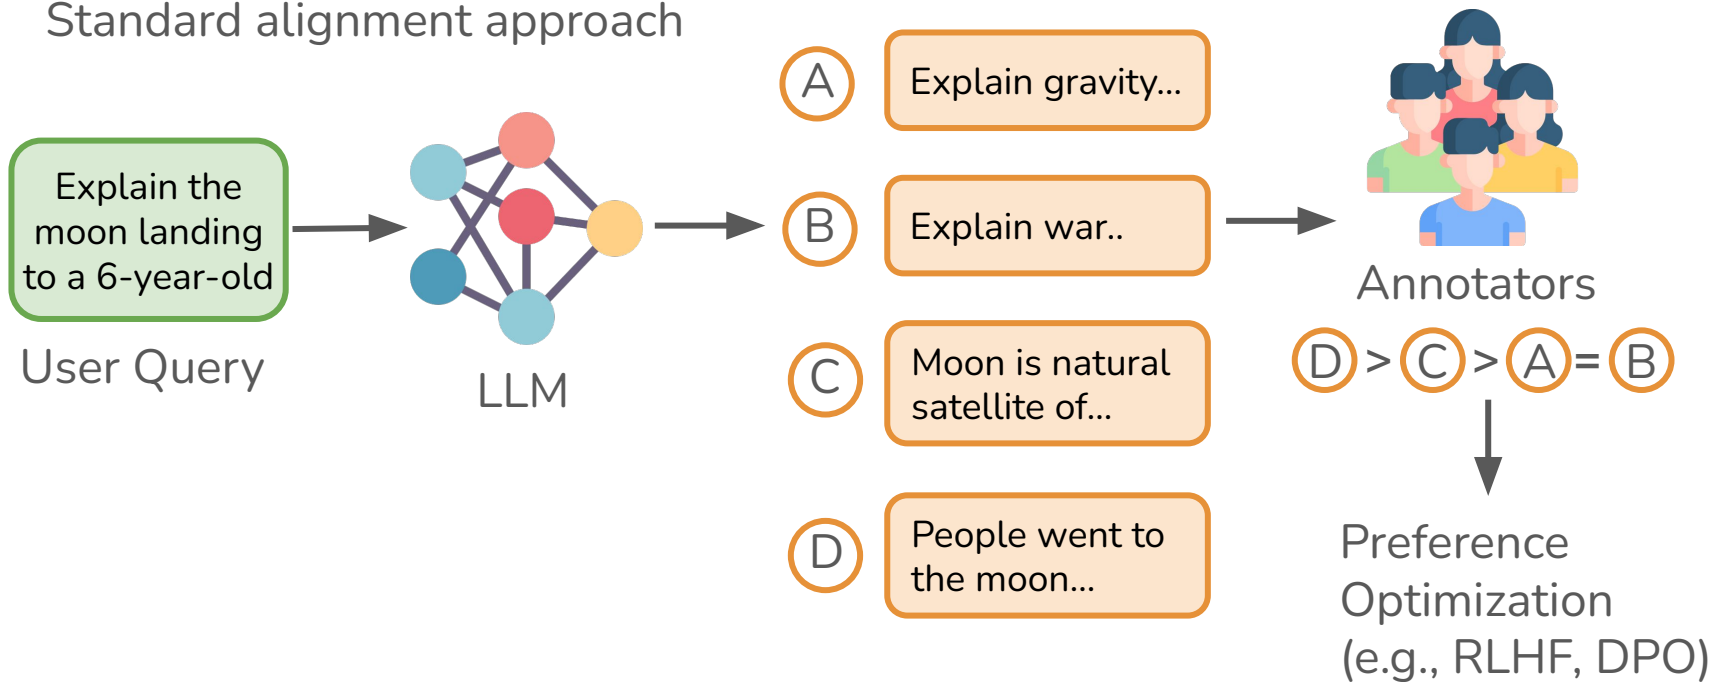 Standard alignment approach
Explain the
moon landing
to a 6-year-old
User Query
LLM
A
Explain gravity...
B
Explain war..
C
Moon is natural
satellite of...
D
People went to
the moon...
Annotators
D > C > A = B
Preference
Optimization
(e.g., RLHF, DPO)